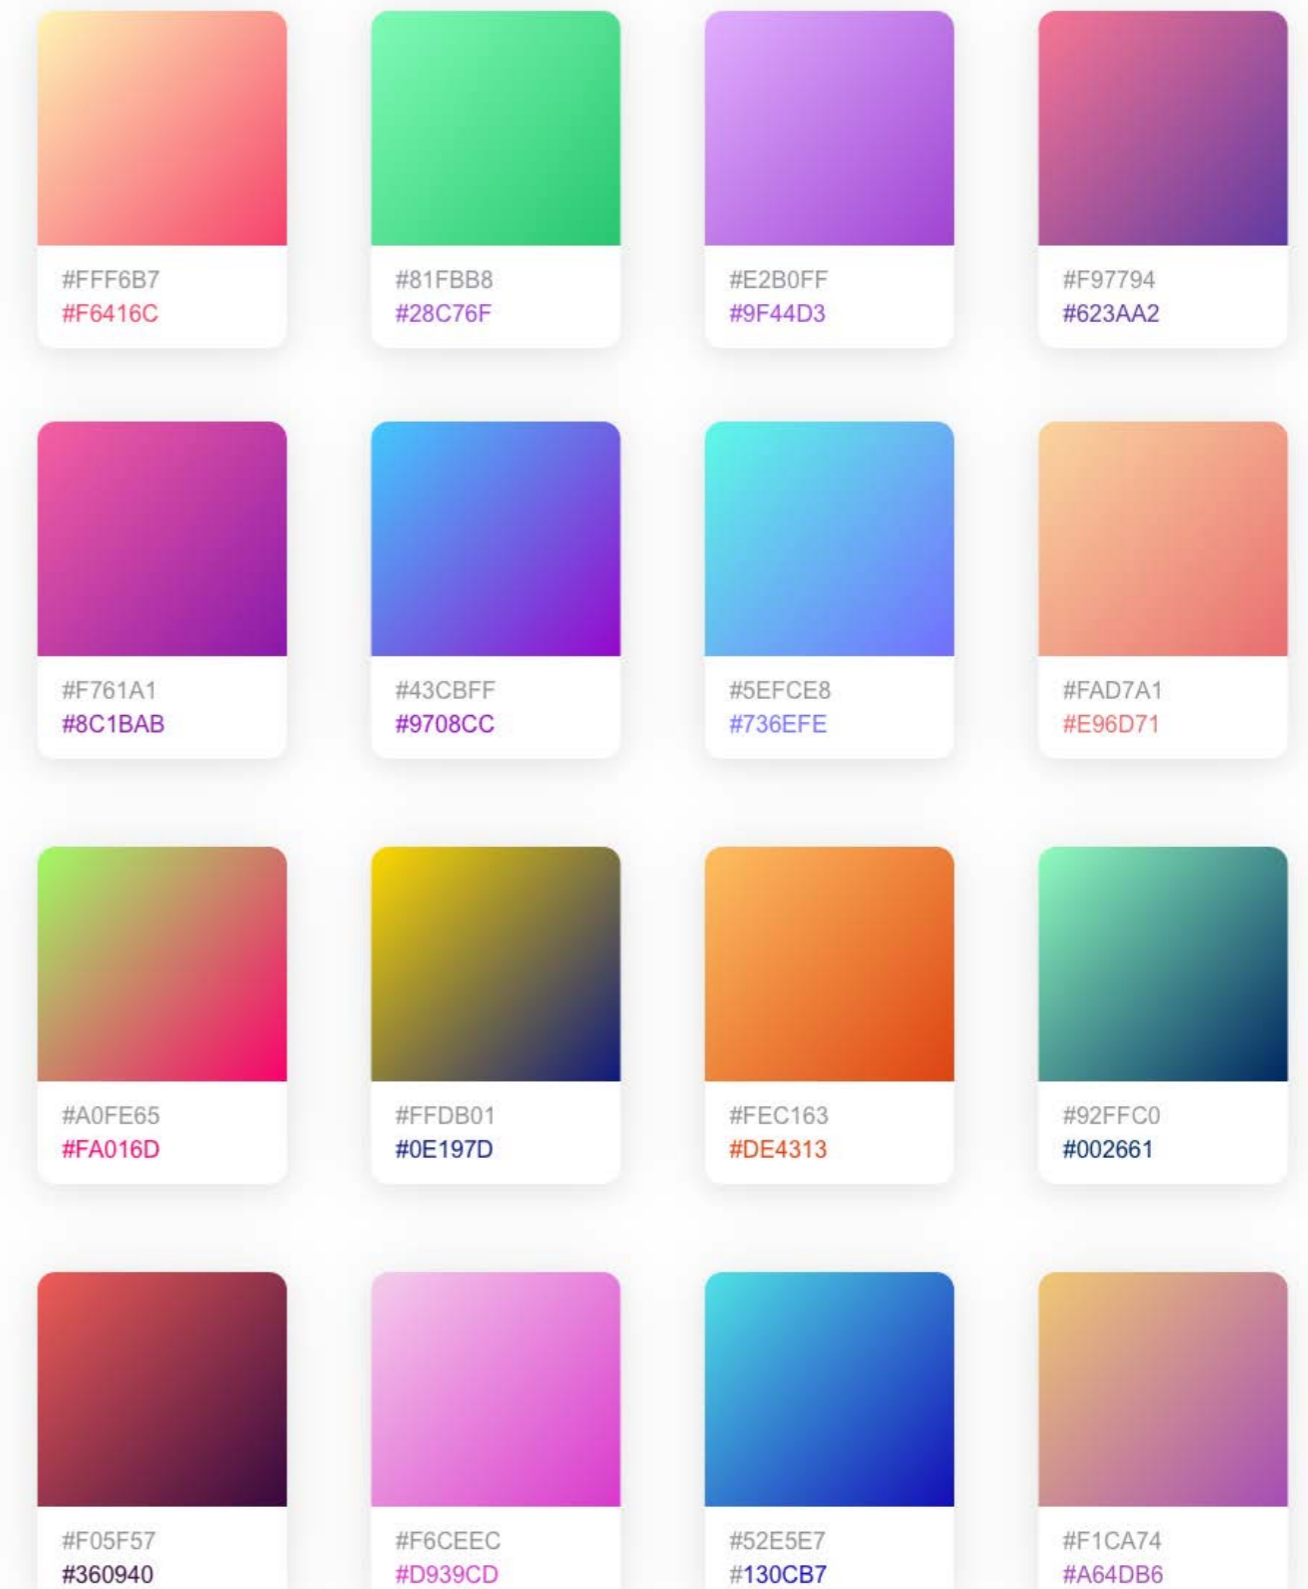 #FFF6B7
#F6416C
#81FBB8
#28C76F
#E2B0FF
#9F44D3
#F97794
#623AA2
#F761A1
#8C1BAB
#43CBFF
#9708CC
#5EFCE8
#736EFE
#FAD7A1
#E96D71
#A0FE65
#FA016D
#FFDB01
#0E197D
#FEC163
#DE4313
#92FFC0
#002661
#F05F57
#360940
#F6CEEC
#D939CD
#52E5E7
#130CB7
#F1CA74
#A64DB6